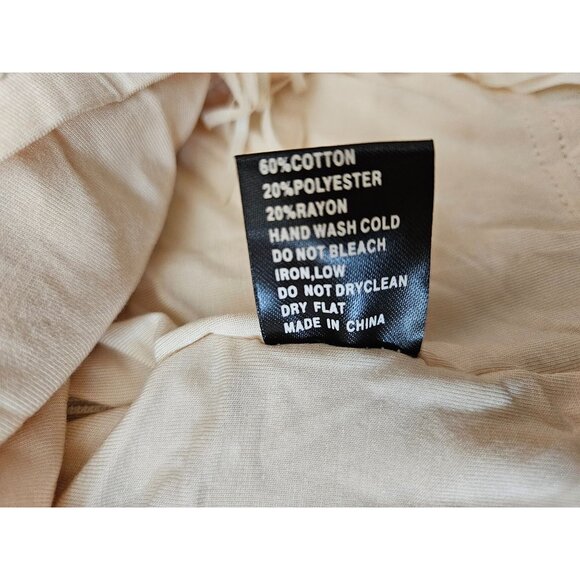 60%COTTON
20%POLYESTER
20%RAYON
HAND WASH COLD
DO NOT BLEACH
IRON,LOW
DO NOT DRYCLEAN
DRY FLAT
MADE IN CHINA